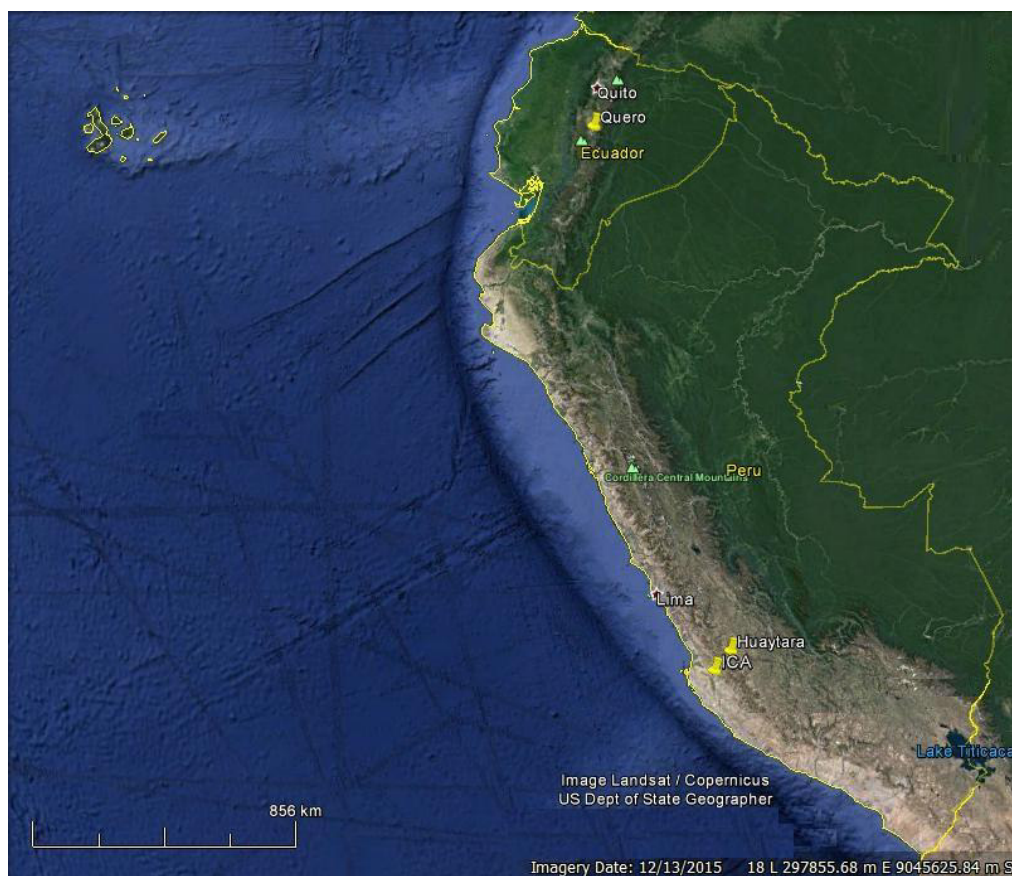 Quito
Quero
Ecuador
Peru
Cordillera Central Mountains
Lima
Huaytara
ICA
Lake Titicaca
Image Landsat / Copernicus
US Dept of State Geographer
856 km
Imagery Date: 12/13/2015 18 L 297855.68 m E 9045625.84 m S